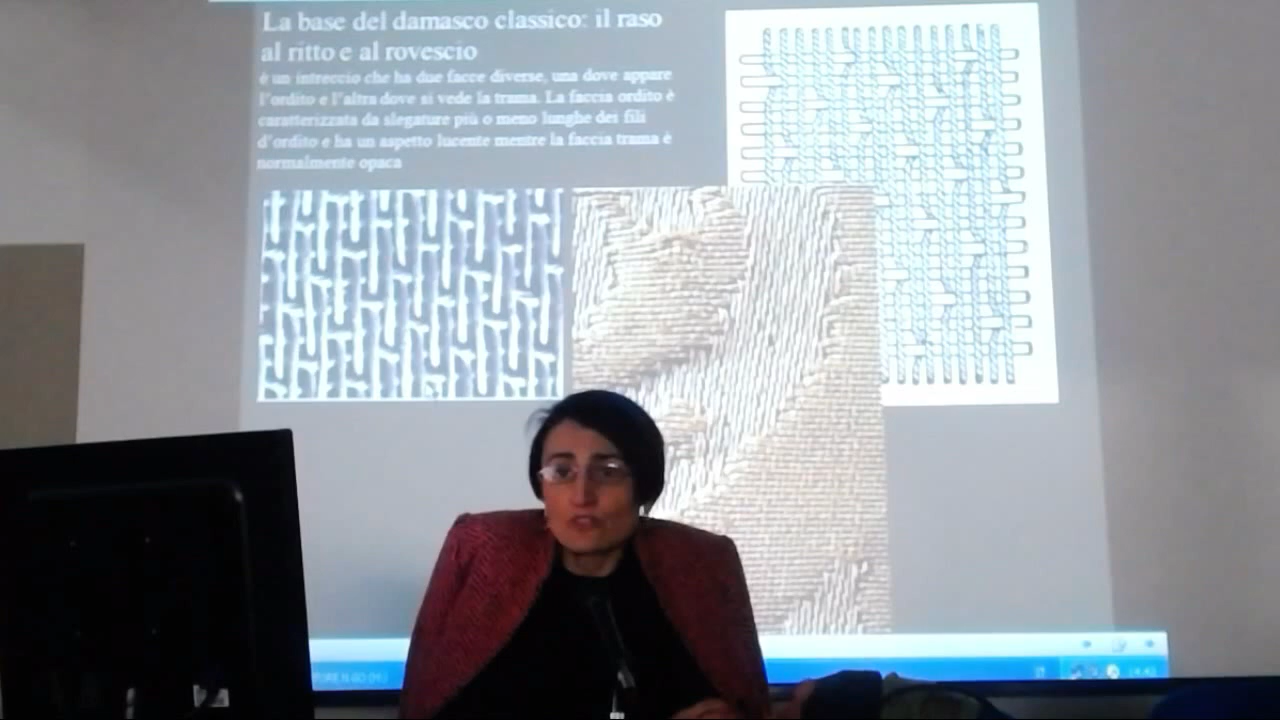 La base del damasco classico: il raso
al ritto e al rovescio
è un intreccio che ha due facce diverse, una dove appare
l'ordito e l'altra dove si vede la trama. La faccia ordito è
caratterizzata da slegature più o meno lunghe dei fili
d'ordito e ha un aspetto lucente mentre la faccia trama è
normalmente opaca